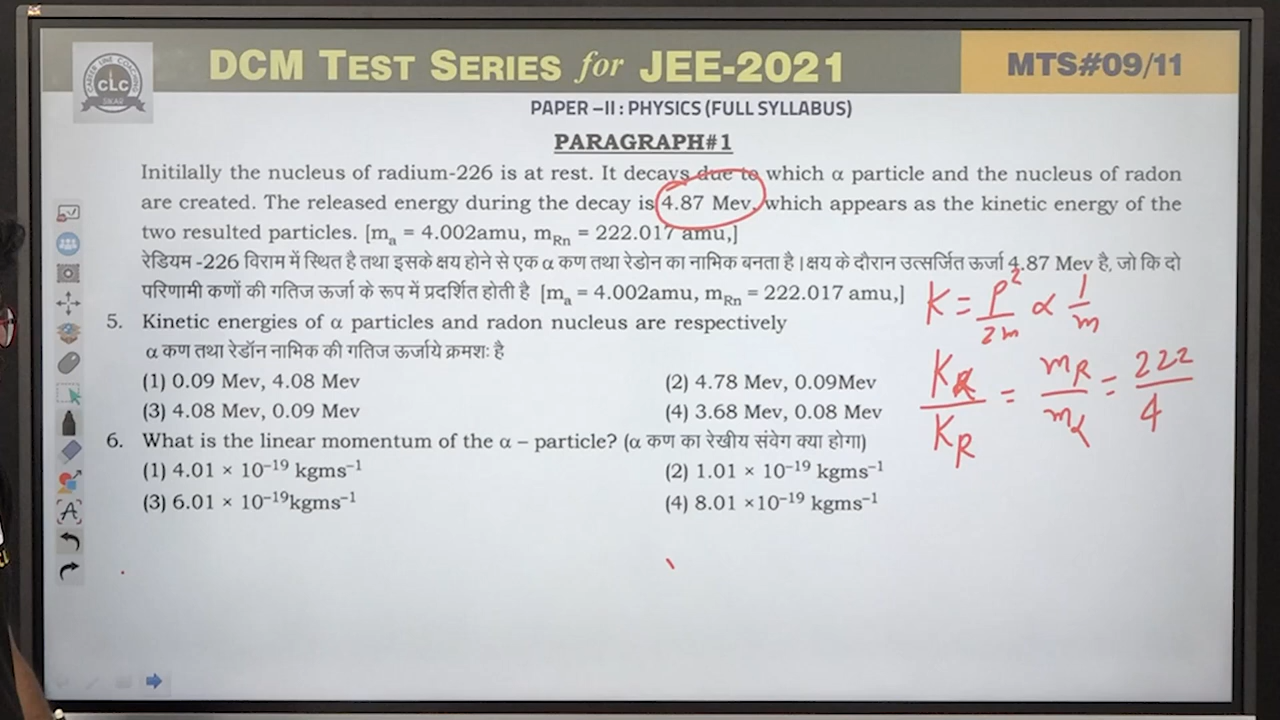 DCM TEST SERIES for JEE-2021
MTS#09/11
CAREER LINE COACHING
CLC
SIKAR
PAPER –II : PHYSICS (FULL SYLLABUS)
PARAGRAPH#1
Initilally the nucleus of radium-226 is at rest. It decays due to which α particle and the nucleus of radon
are created. The released energy during the decay is 4.87 Mev, which appears as the kinetic energy of the
two resulted particles. [mₐ = 4.002amu, m_Rn = 222.017 amu,]
रेडियम -226 विराम में स्थित है तथा इसके क्षय होने से एक α कण तथा रेडोन का नाभिक बनता है। क्षय के दौरान उत्सर्जित ऊर्जा 4.87 Mev है, जो कि दो
परिणामी कणों की गतिज ऊर्जा के रूप में प्रदर्शित होती है [mₐ = 4.002amu, m_Rn = 222.017 amu,]
K = P²/2m ∝ 1/m
5. Kinetic energies of α particles and radon nucleus are respectively
α कण तथा रेडॉन नाभिक की गतिज ऊर्जाये क्रमशः है
(1) 0.09 Mev, 4.08 Mev (2) 4.78 Mev, 0.09Mev
(3) 4.08 Mev, 0.09 Mev (4) 3.68 Mev, 0.08 Mev
K_α/K_R = m_R/m_α = 222/4
6. What is the linear momentum of the α – particle? (α कण का रेखीय संवेग क्या होगा)
(1) 4.01 × 10⁻¹⁹ kgms⁻¹ (2) 1.01 × 10⁻¹⁹ kgms⁻¹
(3) 6.01 × 10⁻¹⁹kgms⁻¹ (4) 8.01 ×10⁻¹⁹ kgms⁻¹